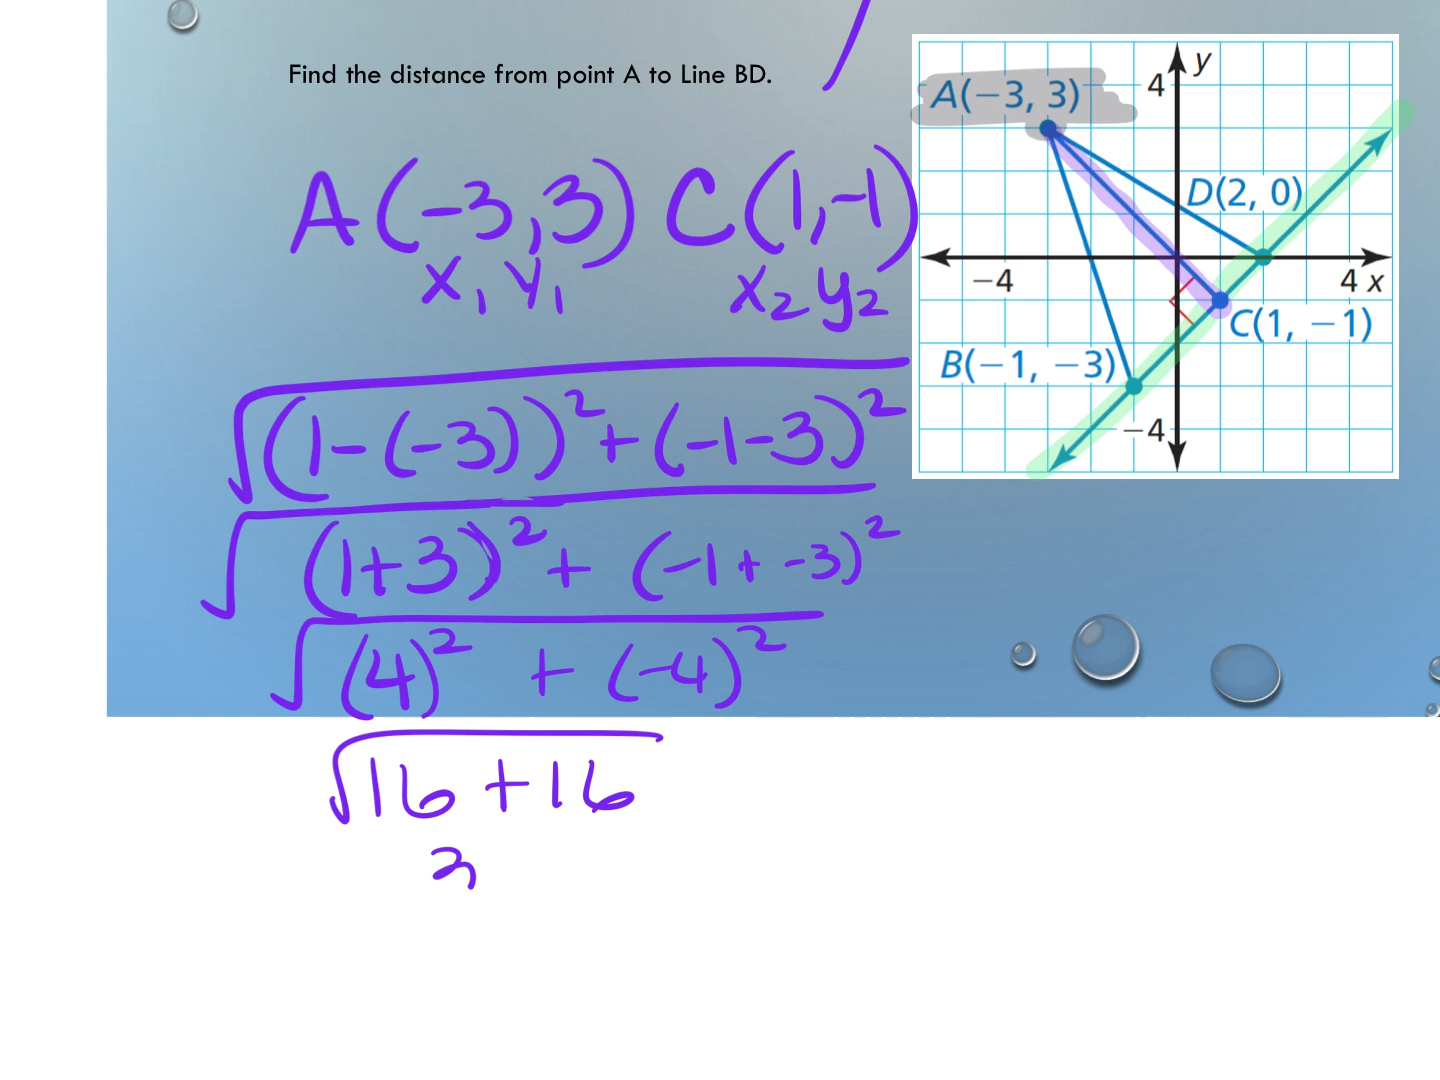 Find the distance from point A to Line BD.
A(-3,3) C(1,-1)
x₁ y₁ x₂ y₂
√(1-(-3))²+(-1-3)²
√(1+3)²+(-1+-3)²
√(4)²+(-4)²
√16+16
3
y
4
A(−3, 3)
D(2, 0)
−4
4 x
C(1, −1)
B(−1, −3)
−4